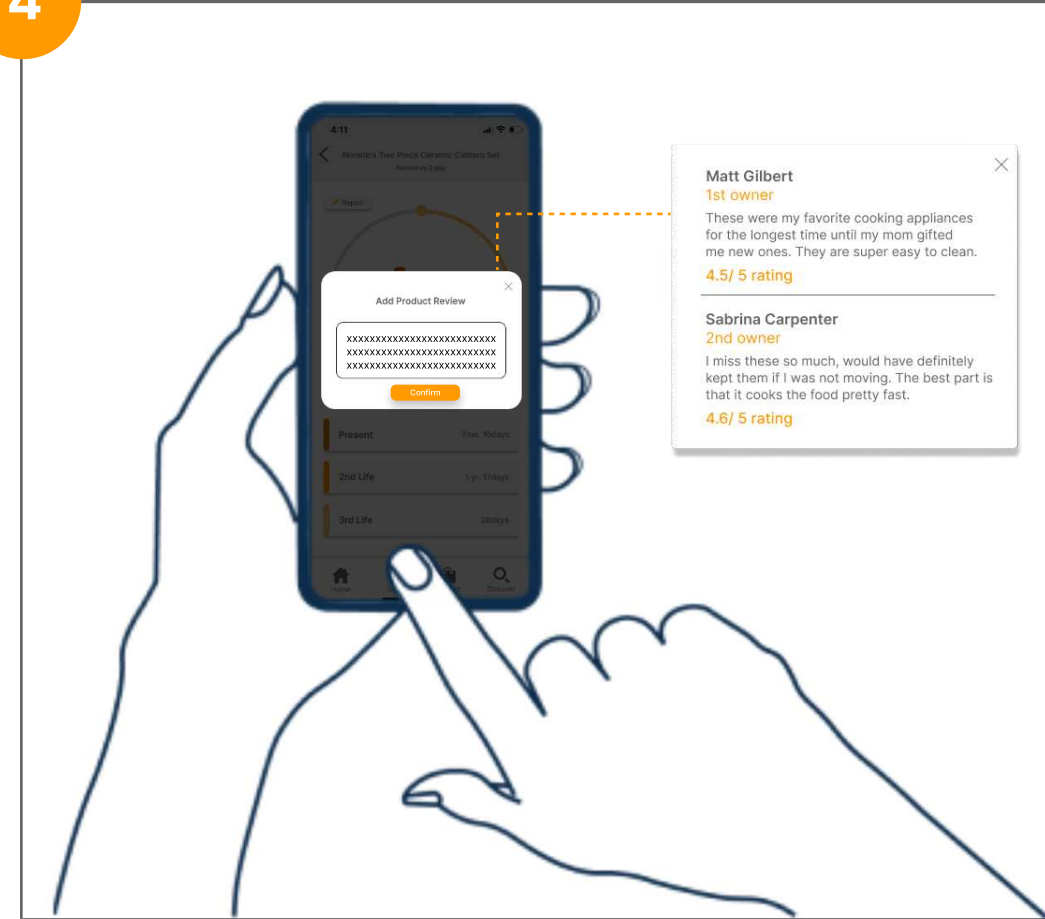 4
4:11
Nonstick Two Piece Ceramic Caldero Set
Report
Add Product Review
xxxxxxxxxxxxxxxxxxxxxxxxxx
xxxxxxxxxxxxxxxxxxxxxxxxxx
xxxxxxxxxxxxxxxxxxxxxxxxxx
Confirm
Present 7mo. 10days
2nd Life 1 yr. 17days
3rd Life 20days
Home
Discover
Matt Gilbert
1st owner
These were my favorite cooking appliances
for the longest time until my mom gifted
me new ones. They are super easy to clean.
4.5/ 5 rating
Sabrina Carpenter
2nd owner
I miss these so much, would have definitely
kept them if I was not moving. The best part is
that it cooks the food pretty fast.
4.6/ 5 rating